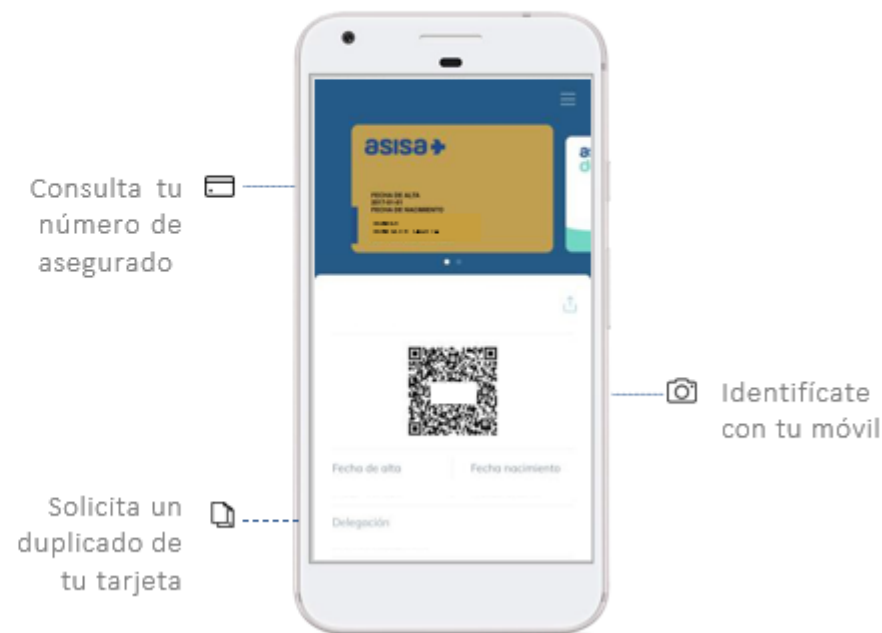 asisa+
FECHA DE ALTA
2017-01-01
FECHA DE NACIMIENTO
Consulta tu
número de
asegurado
Identifícate
con tu móvil
Fecha de alta
Fecha nacimiento
Delegación
Solicita un
duplicado de
tu tarjeta